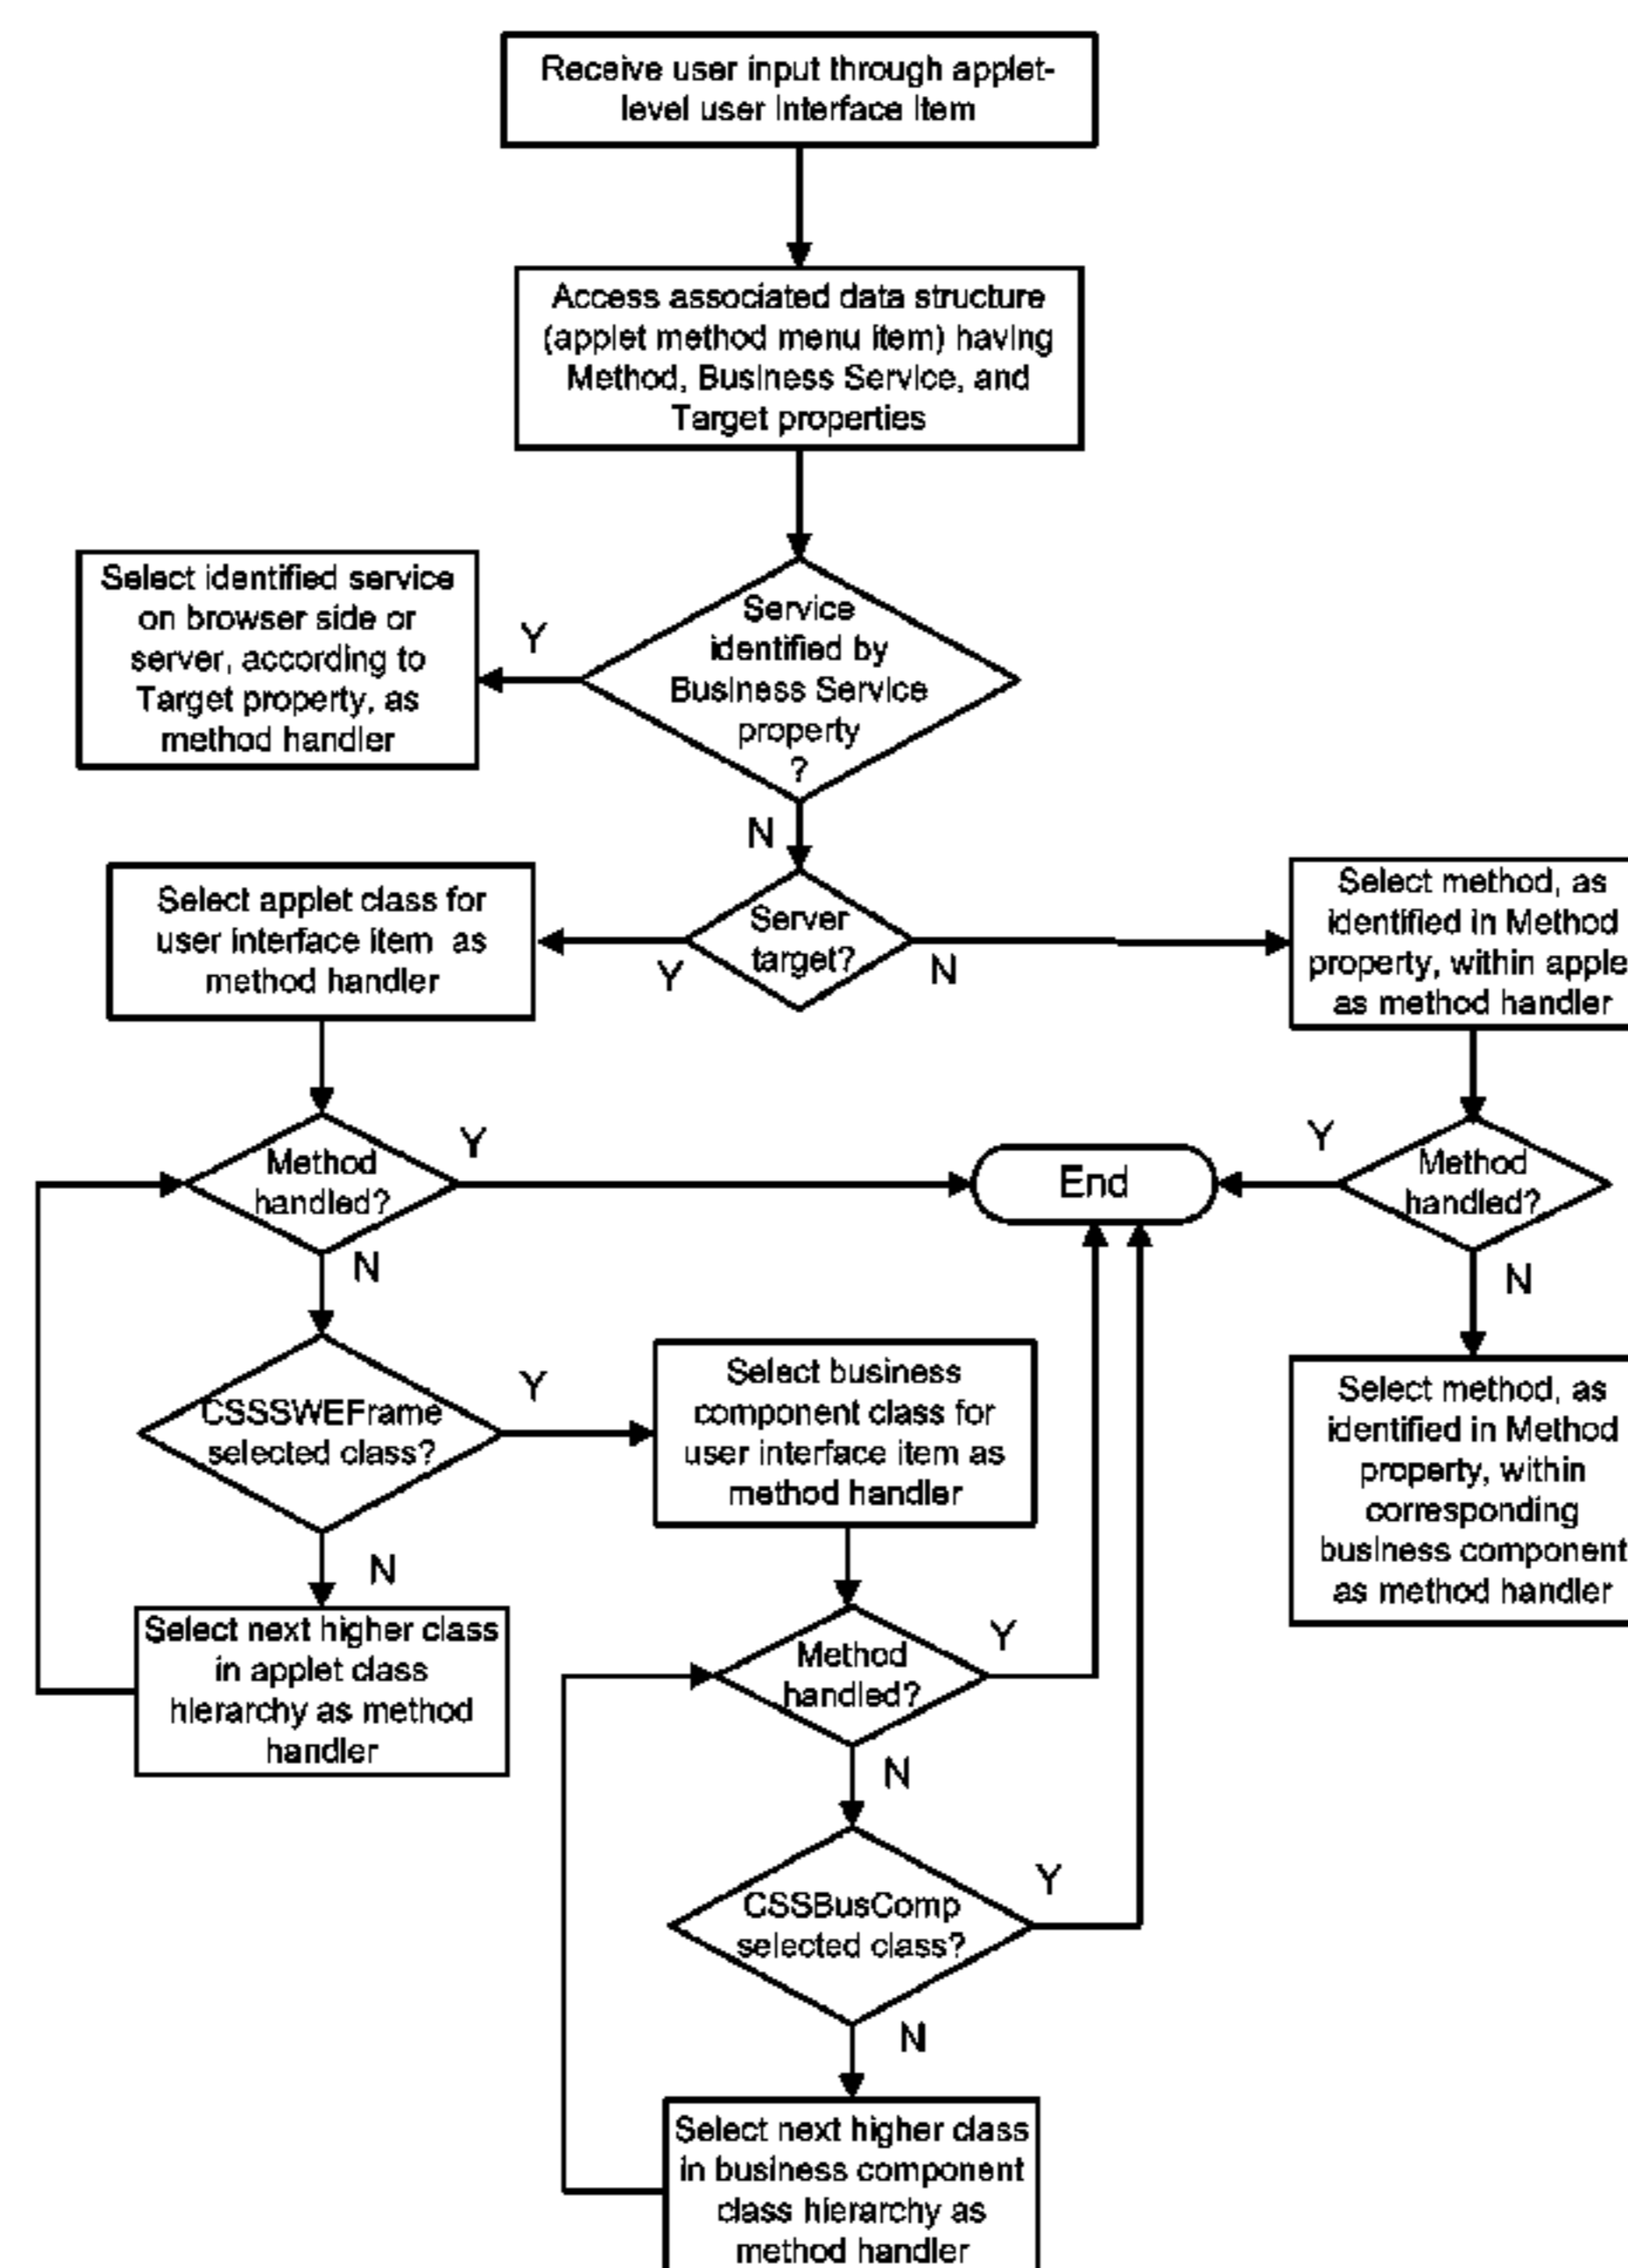 Receive user input through applet-
level user interface item
Access associated data structure
(applet method menu item) having
Method, Business Service, and
Target properties
Select identified service
on browser side or
server, according to
Target property, as
method handler
Y
Service
identified by
Business Service
property
?
N
Select applet class for
user interface item as
method handler
Y
Server
target?
N
Select method, as
identified in Method
property, within
as method handler
Method
handled?
Y
N
End
Y
Method
handled?
N
CSSSWEFrame
selected class?
Y
N
Select business
component class for
user interface item as
method handler
Select method, as
identified in Method
property, within
corresponding
business component
as method handler
Select next higher class
in applet class
hierarchy as method
handler
Method
handled?
Y
N
CSSBusComp
selected class?
Y
N
Select next higher class
in business component
class hierarchy as
method handler